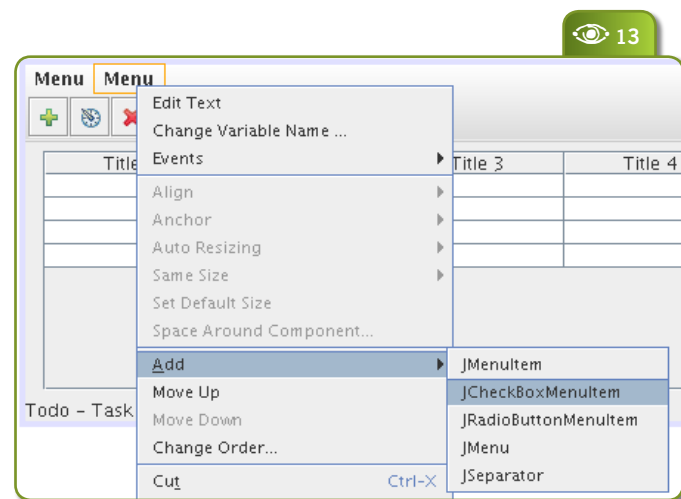 13
Menu Menu
Edit Text
Change Variable Name ...
Events
Title Title 3 Title 4
Align
Anchor
Auto Resizing
Same Size
Set Default Size
Space Around Component...
Add
JMenuItem
Move Up
JCheckBoxMenuItem
Todo - Task
Move Down
JRadioButtonMenuItem
Change Order...
JMenu
Cut Ctrl-X
JSeparator